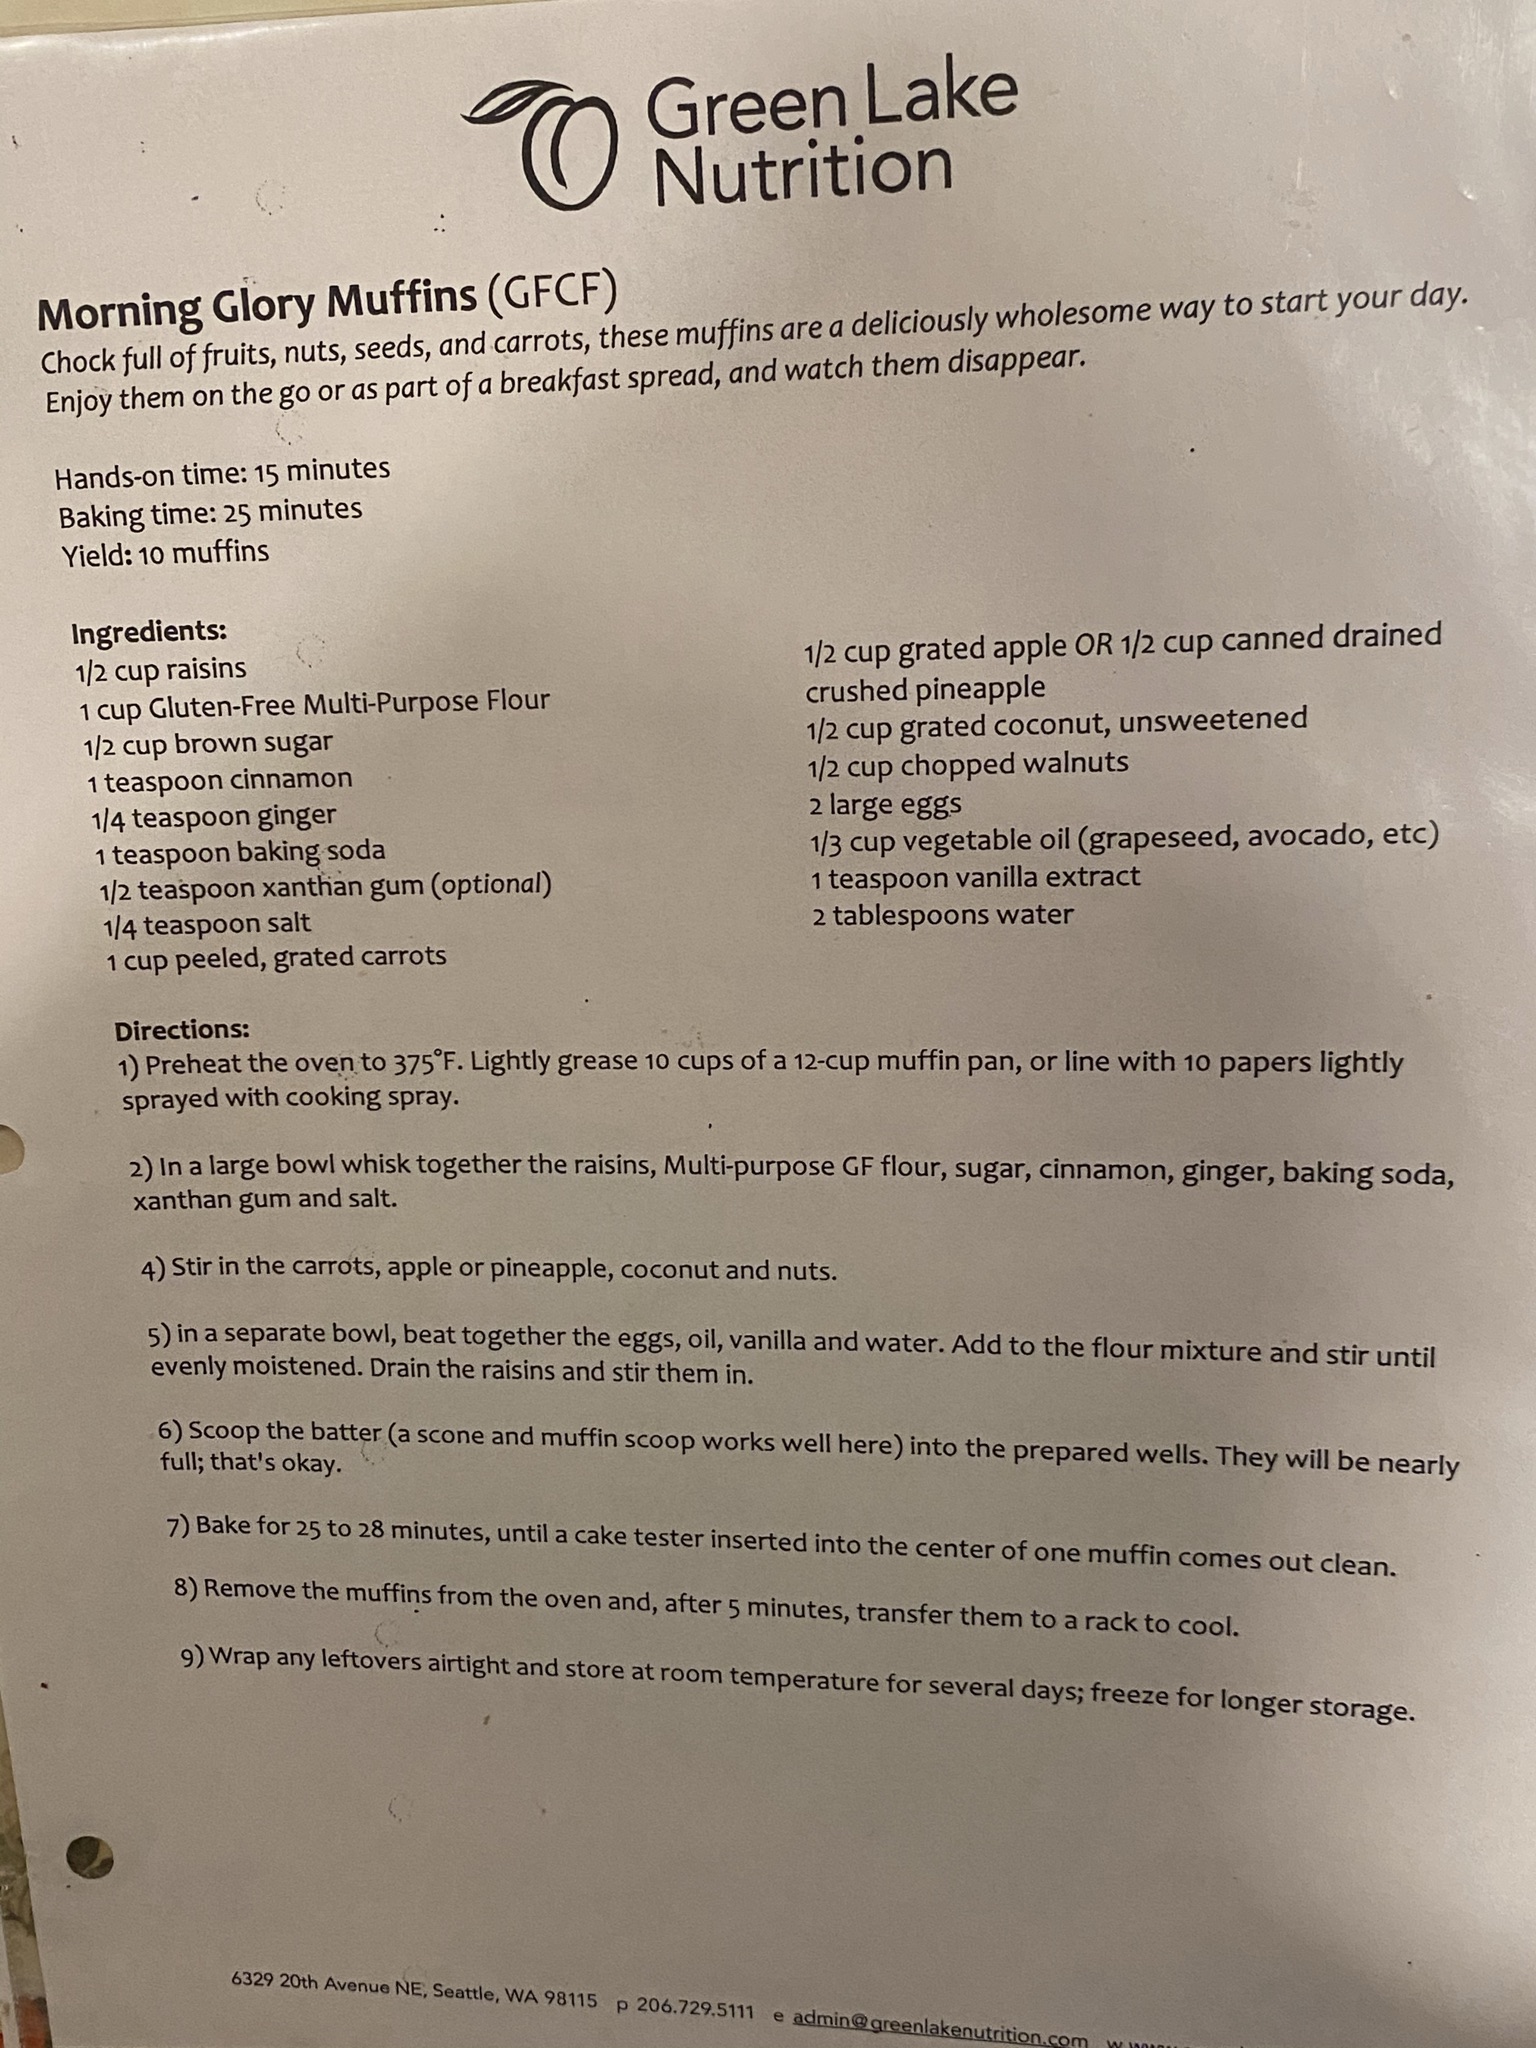 Green Lake
Nutrition
Morning Glory Muffins (GFCF)
Chock full of fruits, nuts, seeds, and carrots, these muffins are a deliciously wholesome way to start your day.
Enjoy them on the go or as part of a breakfast spread, and watch them disappear.
Hands-on time: 15 minutes
Baking time: 25 minutes
Yield: 10 muffins
Ingredients:
1/2 cup raisins
1 cup Gluten-Free Multi-Purpose Flour
1/2 cup brown sugar
1 teaspoon cinnamon
1/4 teaspoon ginger
1 teaspoon baking soda
1/2 teaspoon xanthan gum (optional)
1/4 teaspoon salt
1 cup peeled, grated carrots
1/2 cup grated apple OR 1/2 cup canned drained
crushed pineapple
1/2 cup grated coconut, unsweetened
1/2 cup chopped walnuts
2 large eggs
1/3 cup vegetable oil (grapeseed, avocado, etc)
1 teaspoon vanilla extract
2 tablespoons water
Directions:
1) Preheat the oven to 375°F. Lightly grease 10 cups of a 12-cup muffin pan, or line with 10 papers lightly
sprayed with cooking spray.
2) In a large bowl whisk together the raisins, Multi-purpose GF flour, sugar, cinnamon, ginger, baking soda,
xanthan gum and salt.
4) Stir in the carrots, apple or pineapple, coconut and nuts.
5) in a separate bowl, beat together the eggs, oil, vanilla and water. Add to the flour mixture and stir until
evenly moistened. Drain the raisins and stir them in.
6) Scoop the batter (a scone and muffin scoop works well here) into the prepared wells. They will be nearly
full; that's okay.
7) Bake for 25 to 28 minutes, until a cake tester inserted into the center of one muffin comes out clean.
8) Remove the muffins from the oven and, after 5 minutes, transfer them to a rack to cool.
9) Wrap any leftovers airtight and store at room temperature for several days; freeze for longer storage.
6329 20th Avenue NE, Seattle, WA 98115 p 206.729.5111 e admin@greenlakenutrition.com w